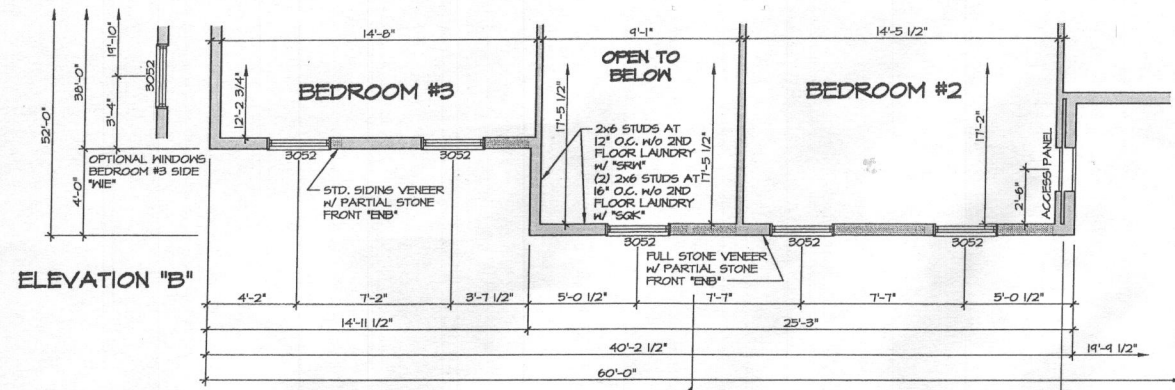 14'-8"
9'-1"
14'-5 1/2"
52'-0"
38'-0"
19'-10"
3052
3'-4"
12'-2 3/4"
BEDROOM #3
OPEN TO
BELOW
BEDROOM #2
17'-5 1/2"
17'-5 1/2"
17'-2"
2x6 STUDS AT
12" O.C. W/O 2ND
FLOOR LAUNDRY
W/ "SRW"
(2) 2x6 STUDS AT
16" O.C. W/O 2ND
FLOOR LAUNDRY
W/ "SQK"
ACCESS PANEL
2'-6"
OPTIONAL WINDOWS
BEDROOM #3 SIDE
"WIE"
4'-0"
3052
3052
STD. SIDING VENEER
W/ PARTIAL STONE
FRONT "ENB"
3052
3052
3052
FULL STONE VENEER
W/ PARTIAL STONE
FRONT "ENB"
ELEVATION "B"
4'-2"
7'-2"
3'-7 1/2"
5'-0 1/2"
7'-7"
7'-7"
5'-0 1/2"
14'-11 1/2"
25'-3"
40'-2 1/2"
19'-9 1/2"
60'-0"